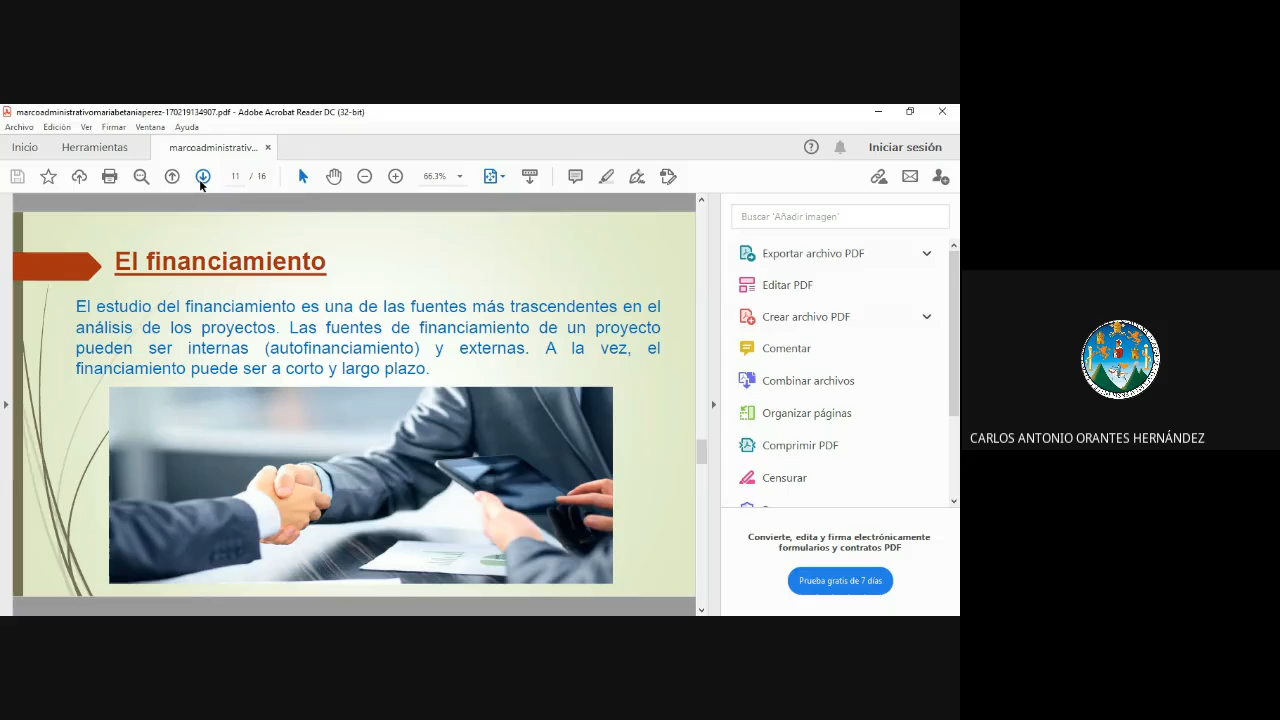 marcoadministrativomariabetaniaperez-170219134907.pdf - Adobe Acrobat Reader DC (32-bit)
Archivo Edición Ver Firmar Ventana Ayuda
Inicio Herramientas marcoadministrativ... × Iniciar sesión
11 / 16 66.3%
El financiamiento
El estudio del financiamiento es una de las fuentes más trascendentes en el
análisis de los proyectos. Las fuentes de financiamiento de un proyecto
pueden ser internas (autofinanciamiento) y externas. A la vez, el
financiamiento puede ser a corto y largo plazo.
Buscar 'Añadir imagen'
Exportar archivo PDF
Editar PDF
Crear archivo PDF
Comentar
Combinar archivos
Organizar páginas
Comprimir PDF
Censurar
Convierte, edita y firma electrónicamente
formularios y contratos PDF
Prueba gratis de 7 días
CARLOS ANTONIO ORANTES HERNÁNDEZ